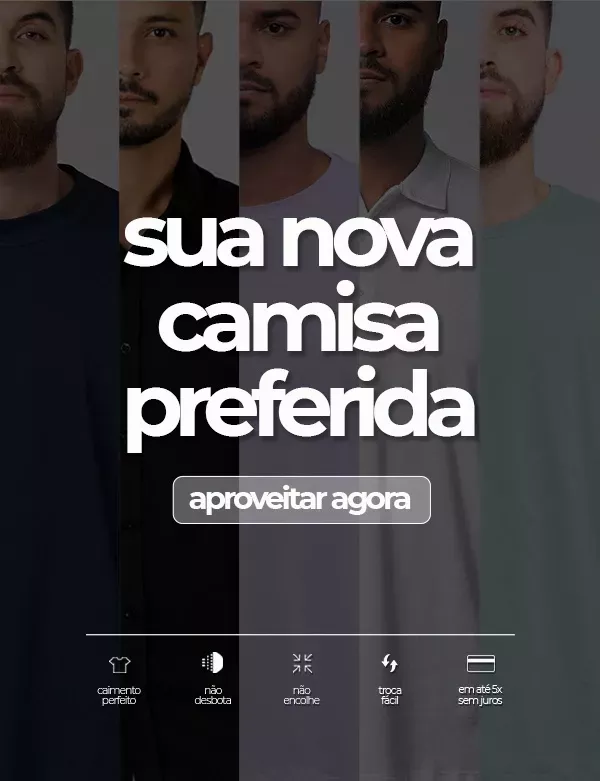 sua nova
camisa
preferida
aproveitar agora
caimento
perfeito
não
desbota
não
encolhe
troca
fácil
em até 5x
sem juros